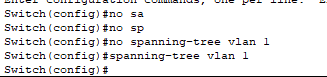 Enter configuration commands, one per line. E
Switch(config)#no sa
Switch(config)#no sp
Switch(config)#no spanning-tree vlan 1
Switch(config)#spanning-tree vlan 1
Switch(config)#